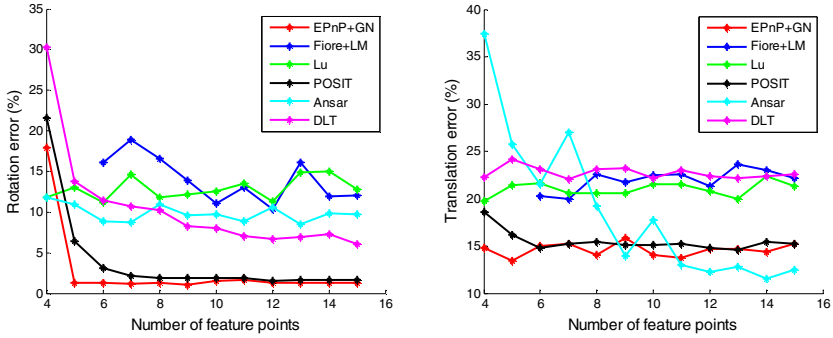 35
30
25
20
15
10
5
0
Rotation error (%)
4 6 8 10 12 14 16
Number of feature points
EPnP+GN
Fiore+LM
Lu
POSIT
Ansar
DLT
40
35
30
25
20
15
10
Translation error (%)
4 6 8 10 12 14 16
Number of feature points
EPnP+GN
Fiore+LM
Lu
POSIT
Ansar
DLT